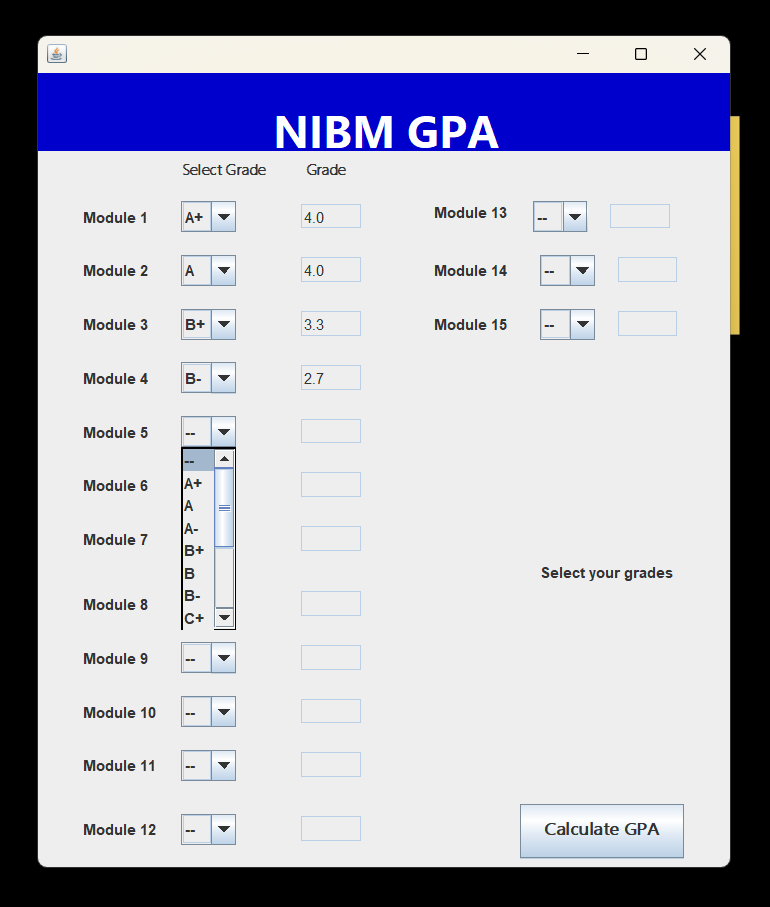 NIBM GPA
Select Grade Grade
Module 1 A+ 4.0 Module 13 --
Module 2 A 4.0 Module 14 --
Module 3 B+ 3.3 Module 15 --
Module 4 B- 2.7
Module 5 --
--
A+
Module 6
A
A-
Module 7
B+
B
Select your grades
B-
Module 8
C+
Module 9 --
Module 10 --
Module 11 --
Module 12 --
Calculate GPA